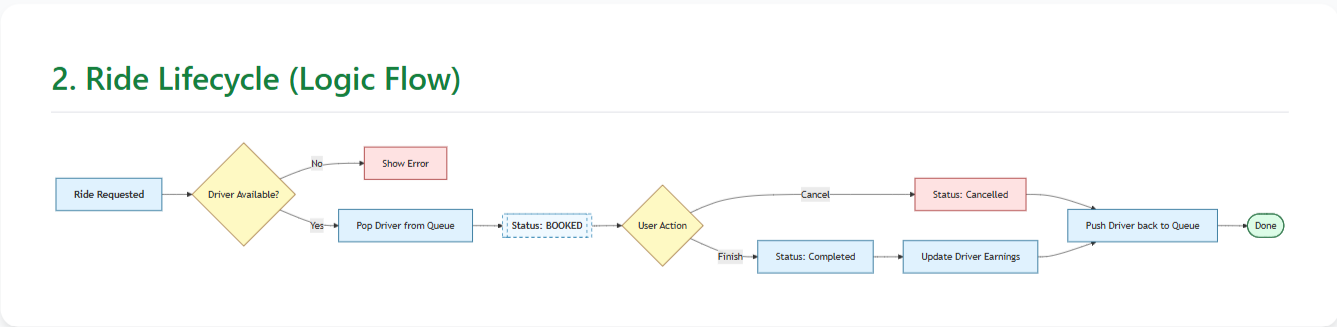 2. Ride Lifecycle (Logic Flow)
Ride Requested
Driver Available?
No
Show Error
Yes
Pop Driver from Queue
Status: BOOKED
User Action
Cancel
Status: Cancelled
Finish
Status: Completed
Update Driver Earnings
Push Driver back to Queue
Done